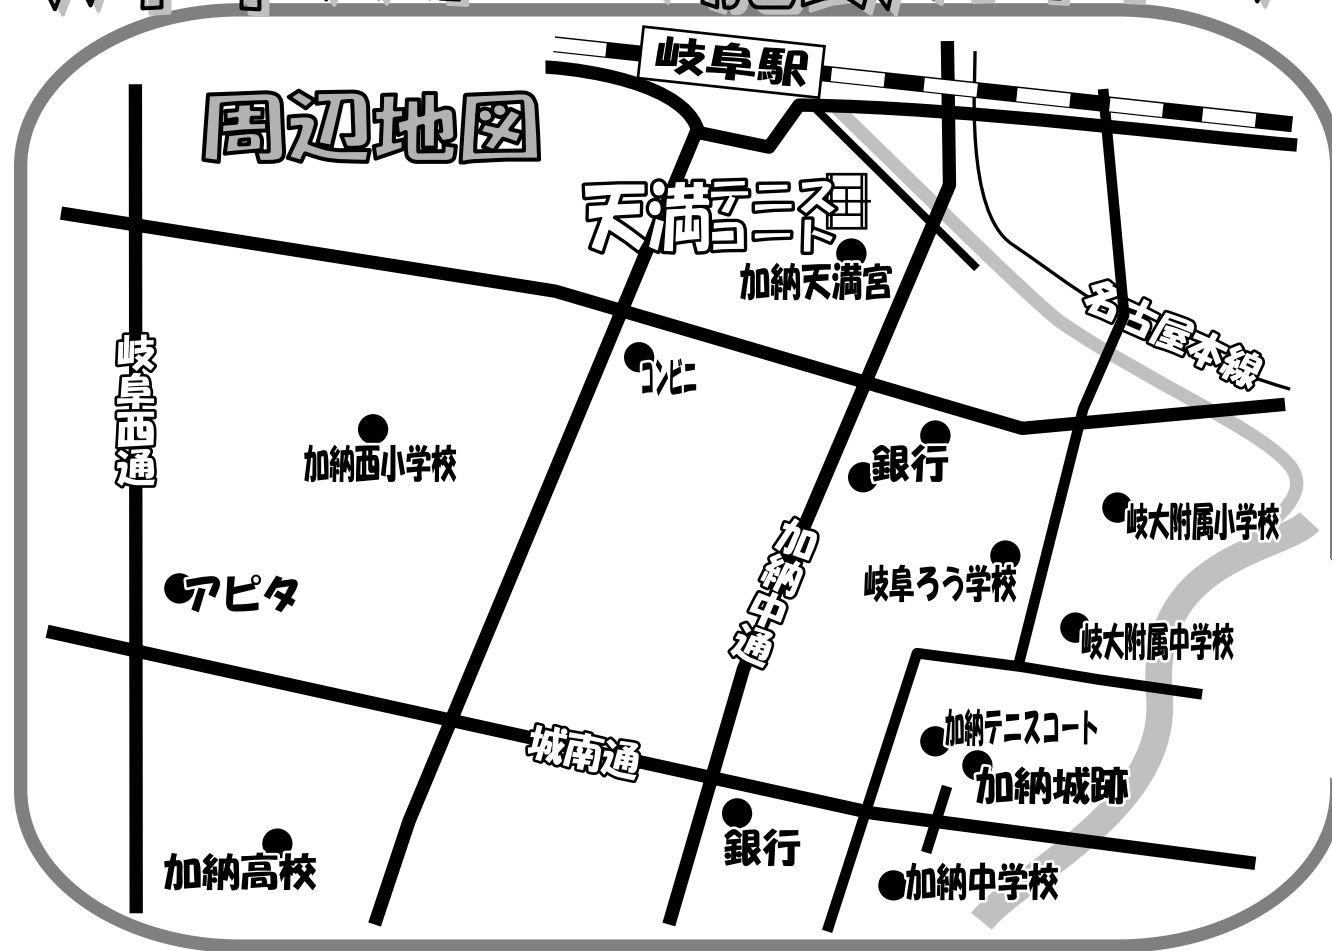 岐阜駅
周辺地図
天満テニスコート
加納天満宮
名古屋本線
岐阜西通
コンビニ
加納西小学校
銀行
岐大附属小学校
加納中通
岐阜ろう学校
アピタ
岐大附属中学校
加納テニスコート
城南通
加納城跡
銀行
加納高校
加納中学校